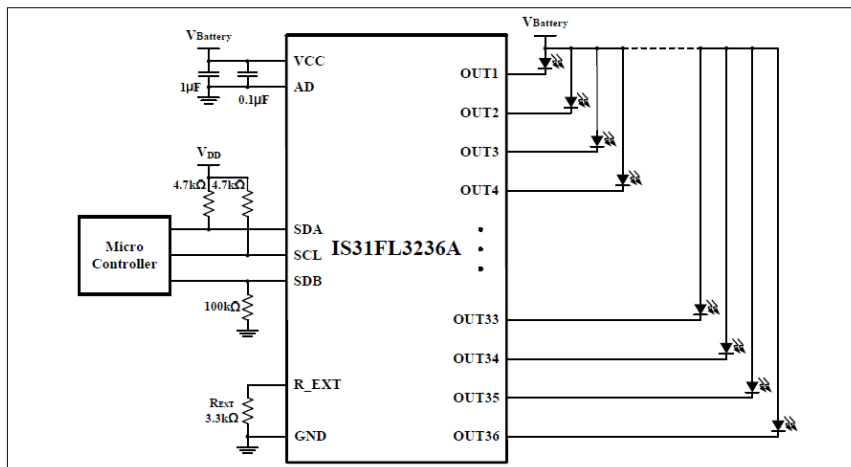 VBattery
VCC
AD
1µF
0.1µF
VDD
4.7kΩ 4.7kΩ
Micro
Controller
SDA
SCL
SDB
100kΩ
R_EXT
REXT
3.3kΩ
GND
IS31FL3236A
VBattery
OUT1
OUT2
OUT3
OUT4
OUT33
OUT34
OUT35
OUT36